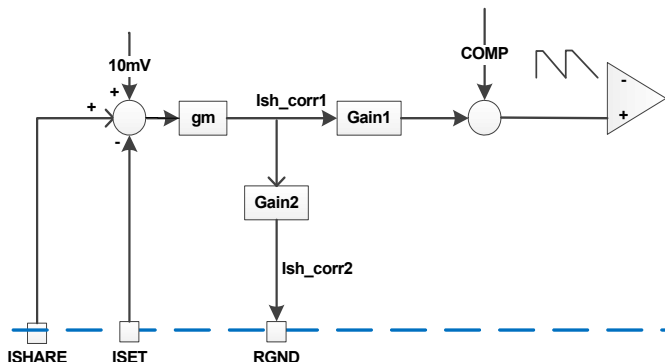 COMP
10mV
+
+
-
gm
Ish_corr1
Gain1
-
+
Gain2
Ish_corr2
ISHARE
ISET
RGND